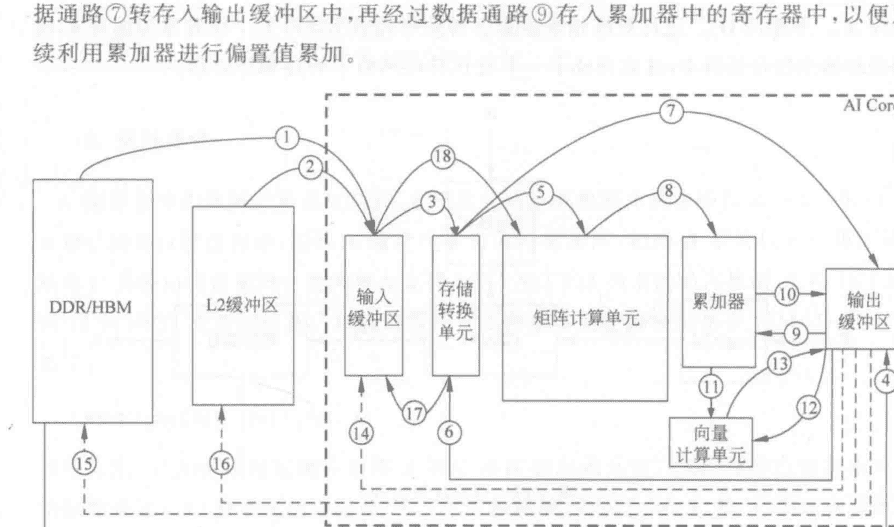 据通路⑦转存入输出缓冲区中,再经过数据通路⑨存入累加器中的寄存器中,以便
续利用累加器进行偏置值累加。
AI Core
①
⑦
②
⑱
③
⑤
⑧
DDR/HBM
L2缓冲区
输入
缓冲区
存储
转换
单元
矩阵计算单元
累加器
⑩
输出
缓冲区
⑨
⑬
④
⑪
⑫
⑰
⑭
⑥
向量
计算单元
⑮
⑯